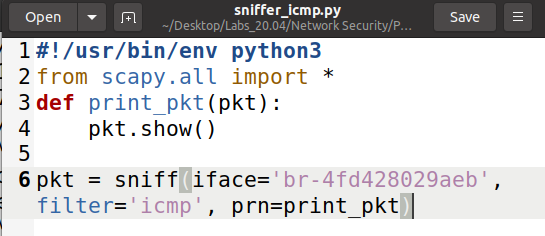 Open
sniffer_icmp.py
~/Desktop/Labs_20.04/Network Security/P...
Save
1 #!/usr/bin/env python3
2 from scapy.all import *
3 def print_pkt(pkt):
4     pkt.show()
5
6 pkt = sniff(iface='br-4fd428029aeb',
filter='icmp', prn=print_pkt)